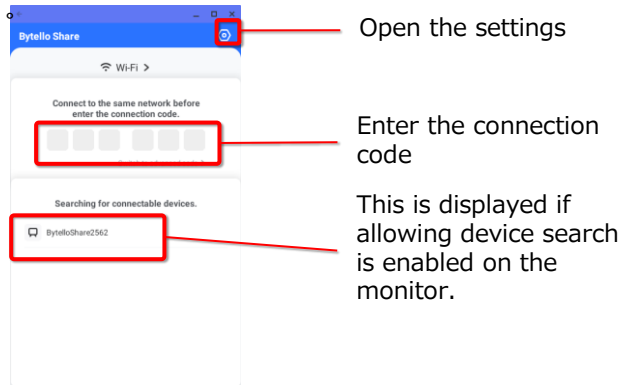 Bytello Share
Open the settings
Wi-Fi >
Connect to the same network before
enter the connection code.
Enter the connection
code
Searching for connectable devices.
BytelloShare2562
This is displayed if
allowing device search
is enabled on the
monitor.